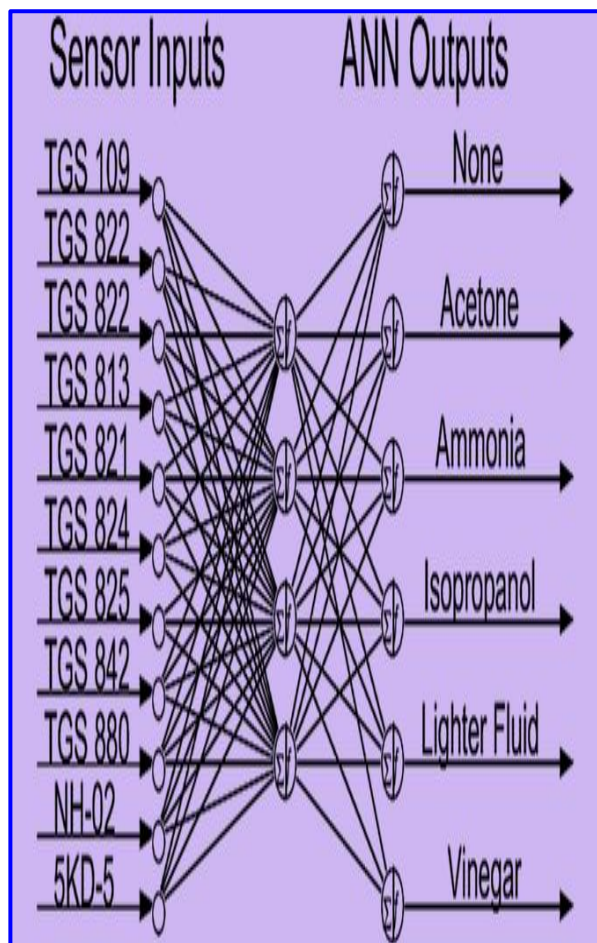 Sensor Inputs
ANN Outputs
TGS 109
TGS 822
TGS 822
TGS 813
TGS 821
TGS 824
TGS 825
TGS 842
TGS 880
NH-02
5KD-5
Σ f
Σ f
Σ f
Σ f
Σ f
Σ f
Σ f
Σ f
Σ f
Σ f
None
Acetone
Ammonia
Isopropanol
Lighter Fluid
Vinegar